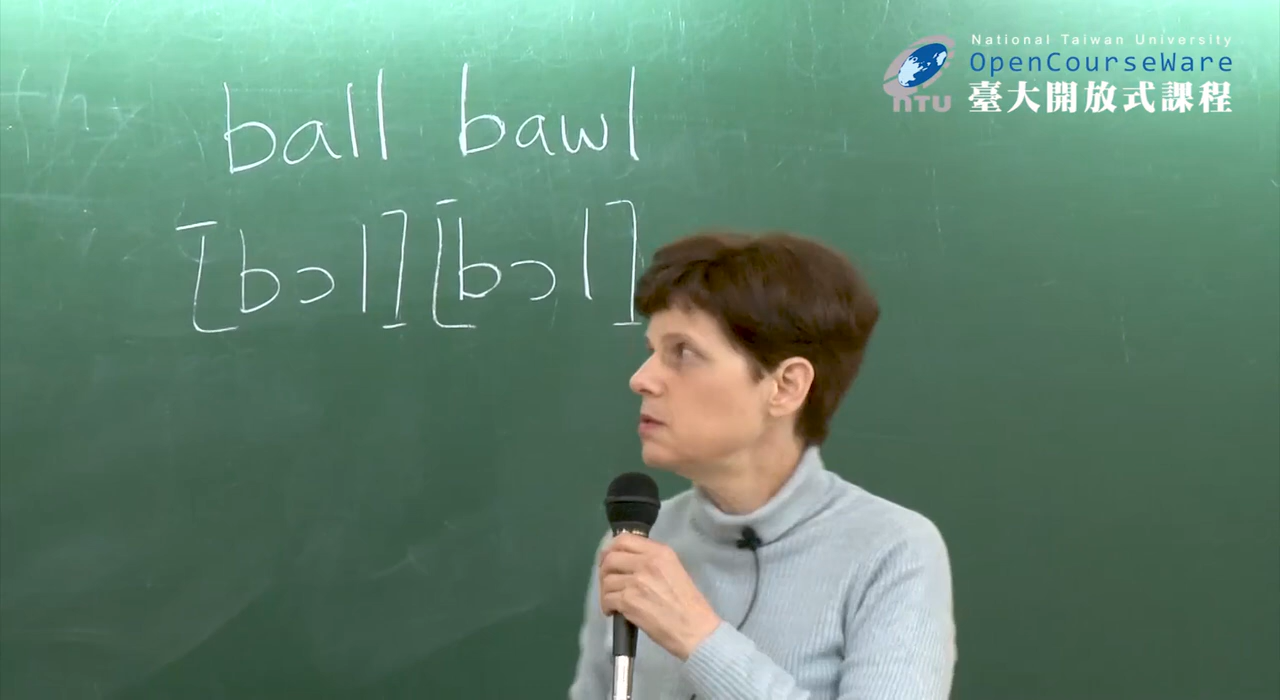 National Taiwan University
OpenCourseWare
臺大開放式課程
nTU
ball bawl
[bɔl] [bɔl]